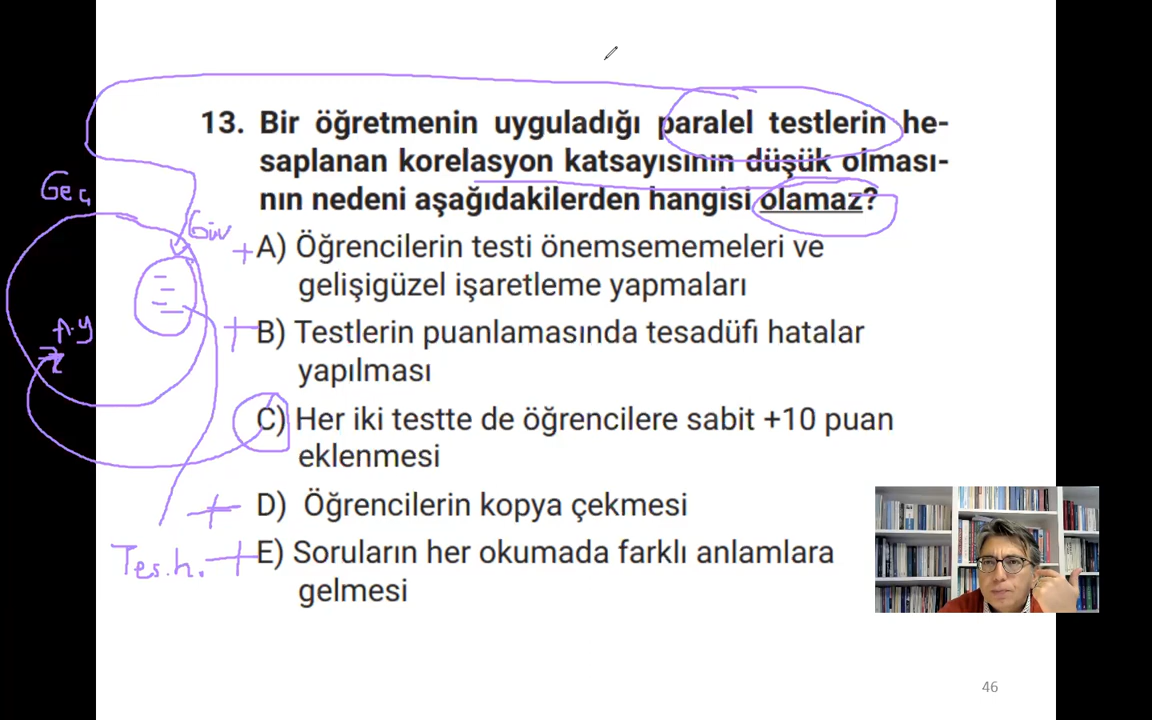 13. Bir öğretmenin uyguladığı paralel testlerin he-
saplanan korelasyon katsayısının düşük olması-
nın nedeni aşağıdakilerden hangisi olamaz?
Geç
Güv
A) Öğrencilerin testi önemsememeleri ve
gelişigüzel işaretleme yapmaları
A.y
B) Testlerin puanlamasında tesadüfi hatalar
yapılması
C) Her iki testte de öğrencilere sabit +10 puan
eklenmesi
D) Öğrencilerin kopya çekmesi
Tes.h.
E) Soruların her okumada farklı anlamlara
gelmesi
46